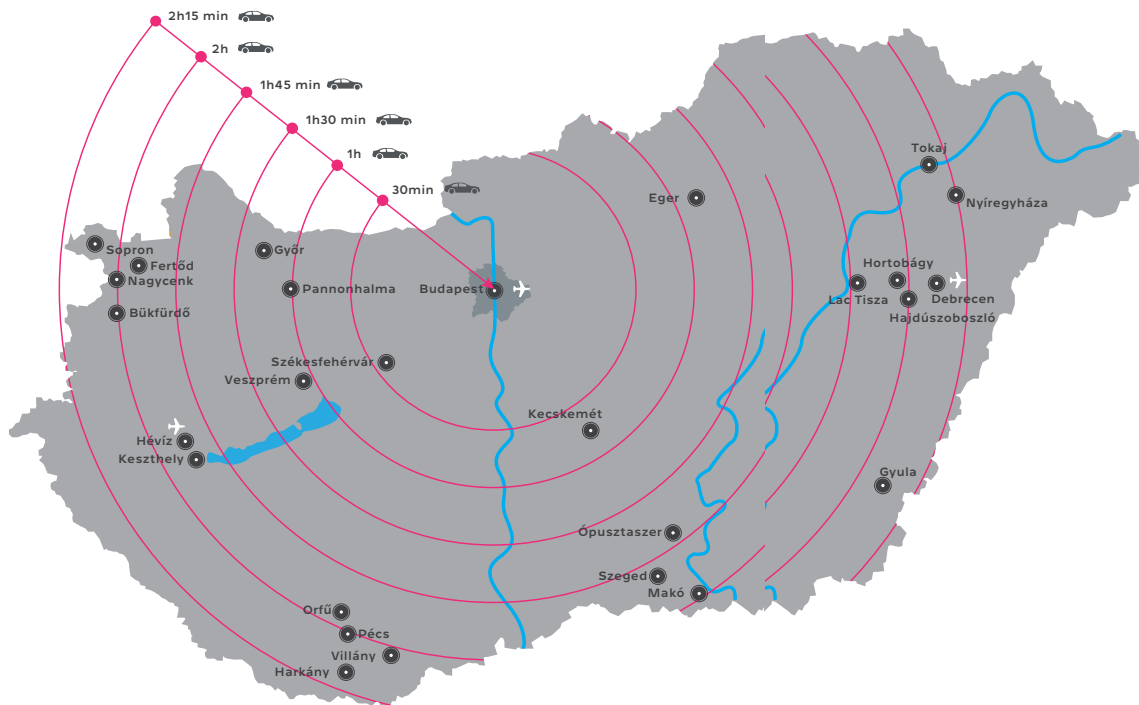 2h15 min
2h
1h45 min
1h30 min
1h
30min
Tokaj
Eger
Nyíregyháza
Sopron
Győr
Fertőd
Nagycenk
Hortobágy
Pannonhalma
Budapest
Lac Tisza
Debrecen
Bükfürdő
Hajdúszoboszló
Székesfehérvár
Veszprém
Kecskemét
Hévíz
Keszthely
Gyula
Ópusztaszer
Szeged
Makó
Orfű
Pécs
Villány
Harkány